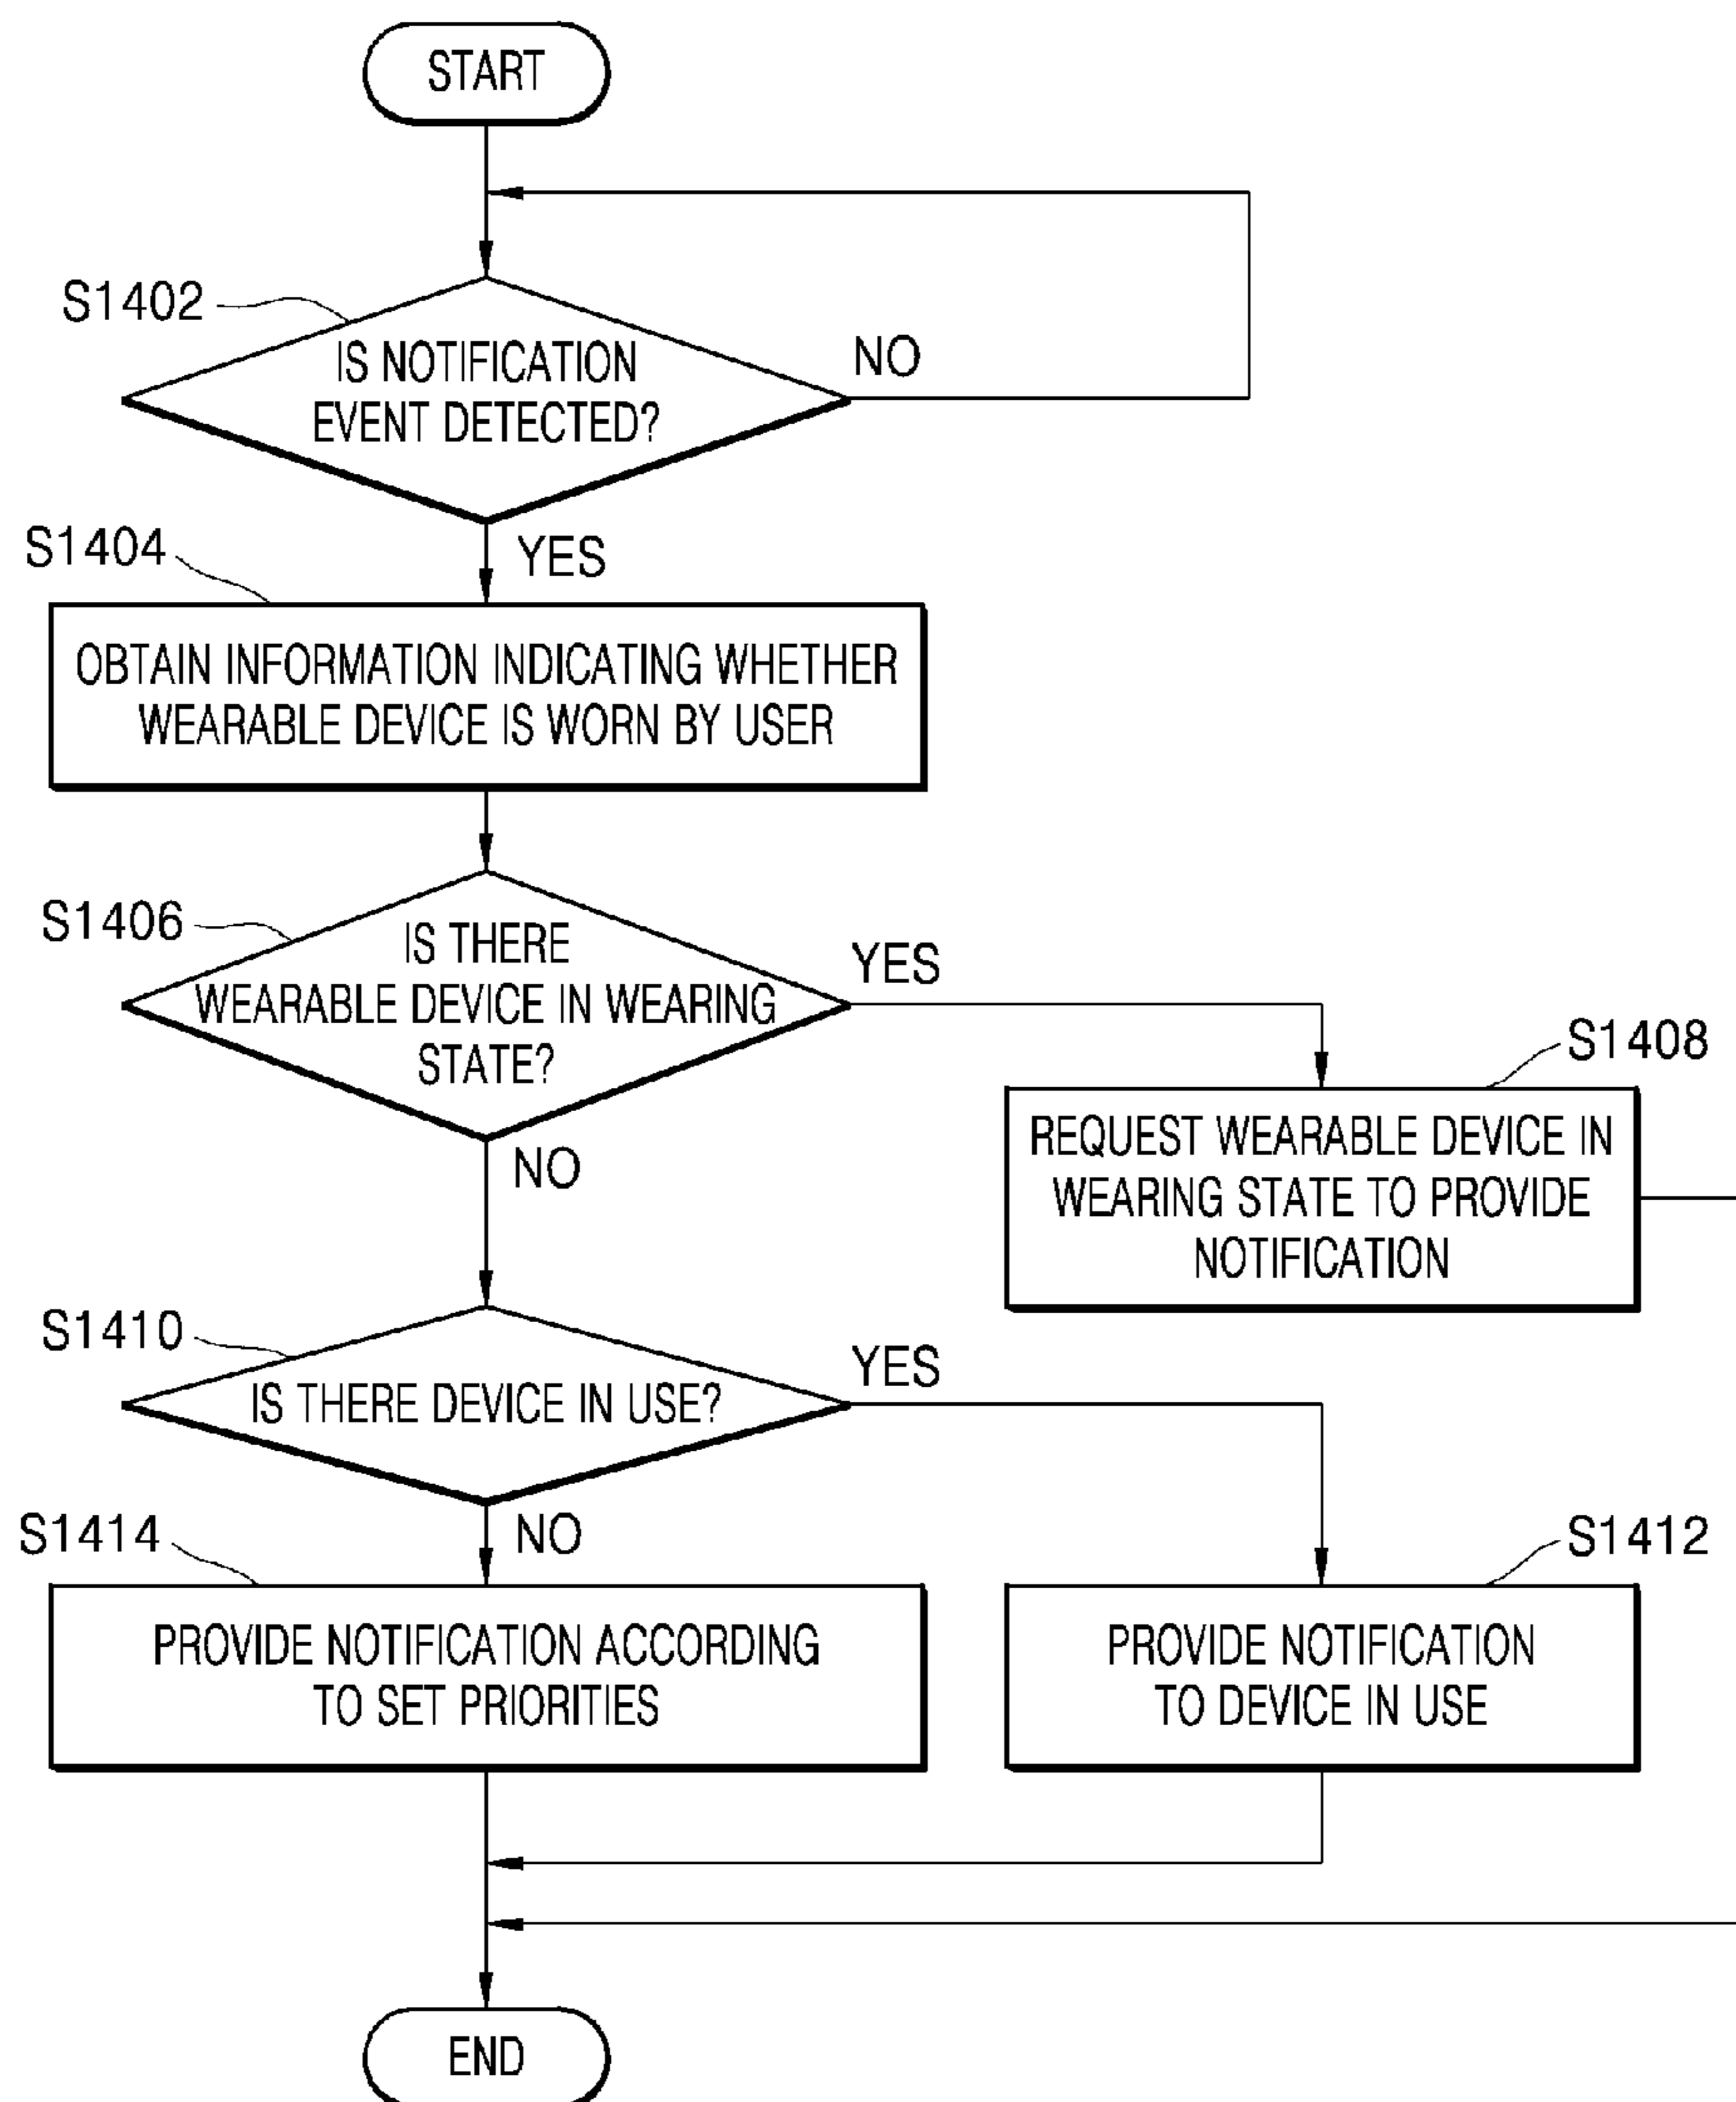 START
S1402
IS NOTIFICATION
EVENT DETECTED?
NO
YES
S1404
OBTAIN INFORMATION INDICATING WHETHER
WEARABLE DEVICE IS WORN BY USER
S1406
IS THERE
WEARABLE DEVICE IN WEARING
STATE?
YES
NO
S1408
REQUEST WEARABLE DEVICE IN
WEARING STATE TO PROVIDE
NOTIFICATION
S1410
IS THERE DEVICE IN USE?
YES
NO
S1414
PROVIDE NOTIFICATION ACCORDING
TO SET PRIORITIES
S1412
PROVIDE NOTIFICATION
TO DEVICE IN USE
END